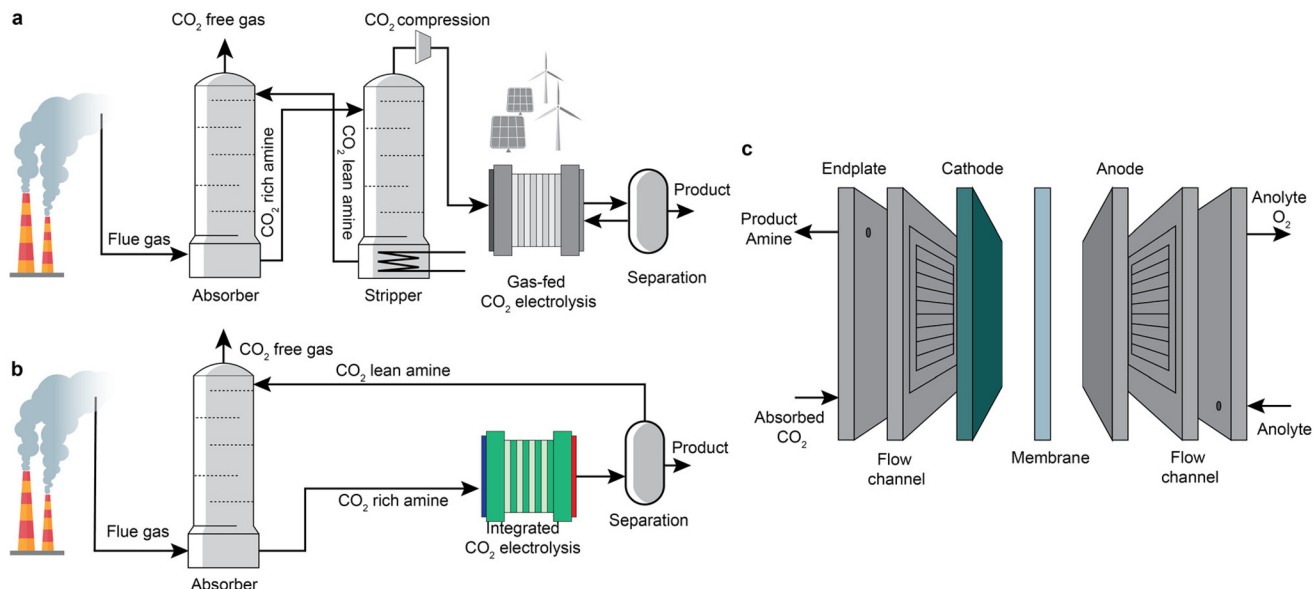 a
CO₂ free gas
CO₂ compression
Flue gas
CO₂ rich amine
CO₂ lean amine
Absorber
Stripper
Gas-fed
CO₂ electrolysis
Product
Separation
b
CO₂ free gas
CO₂ lean amine
Flue gas
CO₂ rich amine
Absorber
Integrated
CO₂ electrolysis
Product
Separation
c
Endplate
Cathode
Anode
Product
Amine
Anolyte
O₂
Absorbed
CO₂
Anolyte
Flow
channel
Membrane
Flow
channel